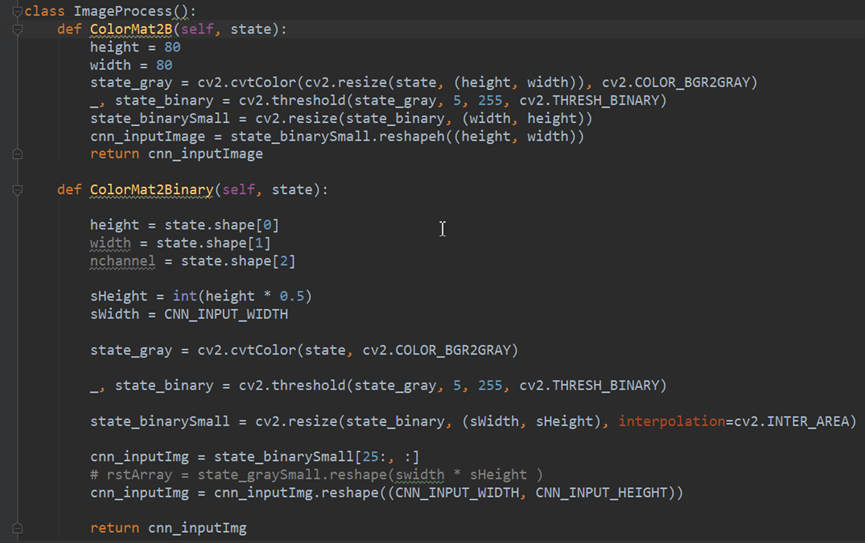 class ImageProcess():
    def ColorMat2B(self, state):
        height = 80
        width = 80
        state_gray = cv2.cvtColor(cv2.resize(state, (height, width)), cv2.COLOR_BGR2GRAY)
        _, state_binary = cv2.threshold(state_gray, 5, 255, cv2.THRESH_BINARY)
        state_binarySmall = cv2.resize(state_binary, (width, height))
        cnn_inputImage = state_binarySmall.reshapeh((height, width))
        return cnn_inputImage
    def ColorMat2Binary(self, state):
        height = state.shape[0]
        width = state.shape[1]
        nchannel = state.shape[2]
        sHeight = int(height * 0.5)
        sWidth = CNN_INPUT_WIDTH
        state_gray = cv2.cvtColor(state, cv2.COLOR_BGR2GRAY)
        _, state_binary = cv2.threshold(state_gray, 5, 255, cv2.THRESH_BINARY)
        state_binarySmall = cv2.resize(state_binary, (sWidth, sHeight), interpolation=cv2.INTER_AREA)
        cnn_inputImg = state_binarySmall[25:, :]
        # rstArray = state_graySmall.reshape(swidth * sHeight )
        cnn_inputImg = cnn_inputImg.reshape((CNN_INPUT_WIDTH, CNN_INPUT_HEIGHT))
        return cnn_inputImg